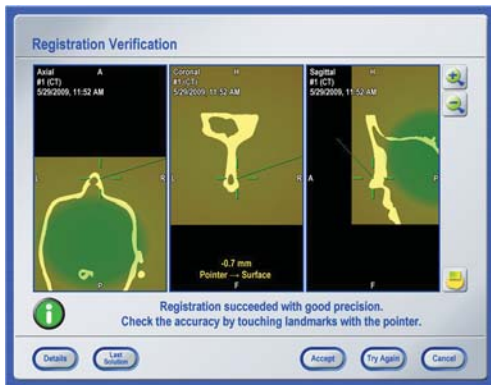 Registration Verification
Axial
A
#1 (CT)
5/29/2009, 11:52 AM
L
R
P
Coronal
H
#1 (CT)
5/29/2009, 11:52 AM
L
R
-0.7 mm
Pointer → Surface
F
Sagittal
H
#1 (CT)
5/29/2009, 11:52 AM
A
P
F
i
Registration succeeded with good precision.
Check the accuracy by touching landmarks with the pointer.
Details
Last
Solution
Accept
Try Again
Cancel